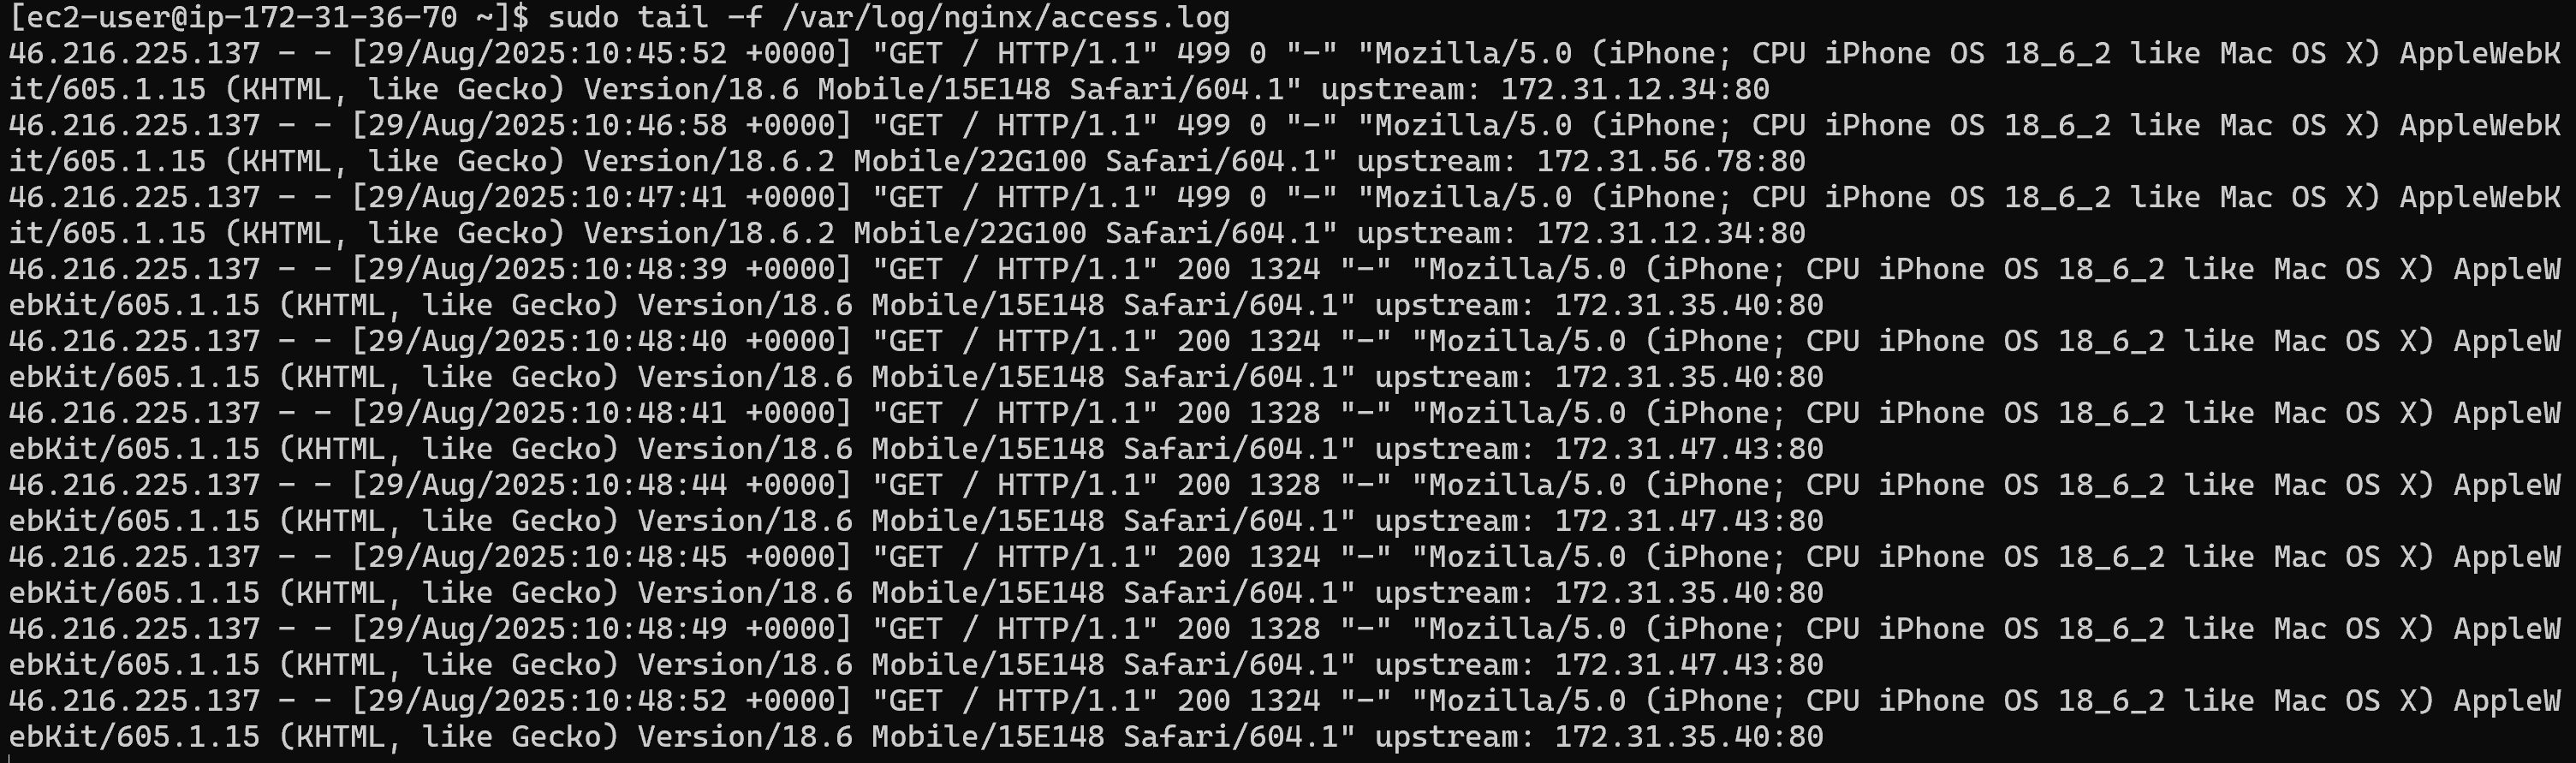 [ec2-user@ip-172-31-36-70 ~]$ sudo tail -f /var/log/nginx/access.log
46.216.225.137 - - [29/Aug/2025:10:45:52 +0000] "GET / HTTP/1.1" 499 0 "-" "Mozilla/5.0 (iPhone; CPU iPhone OS 18_6_2 like Mac OS X) AppleWebK
it/605.1.15 (KHTML, like Gecko) Version/18.6 Mobile/15E148 Safari/604.1" upstream: 172.31.12.34:80
46.216.225.137 - - [29/Aug/2025:10:46:58 +0000] "GET / HTTP/1.1" 499 0 "-" "Mozilla/5.0 (iPhone; CPU iPhone OS 18_6_2 like Mac OS X) AppleWebK
it/605.1.15 (KHTML, like Gecko) Version/18.6.2 Mobile/22G100 Safari/604.1" upstream: 172.31.56.78:80
46.216.225.137 - - [29/Aug/2025:10:47:41 +0000] "GET / HTTP/1.1" 499 0 "-" "Mozilla/5.0 (iPhone; CPU iPhone OS 18_6_2 like Mac OS X) AppleWebK
it/605.1.15 (KHTML, like Gecko) Version/18.6.2 Mobile/22G100 Safari/604.1" upstream: 172.31.12.34:80
46.216.225.137 - - [29/Aug/2025:10:48:39 +0000] "GET / HTTP/1.1" 200 1324 "-" "Mozilla/5.0 (iPhone; CPU iPhone OS 18_6_2 like Mac OS X) AppleW
ebKit/605.1.15 (KHTML, like Gecko) Version/18.6 Mobile/15E148 Safari/604.1" upstream: 172.31.35.40:80
46.216.225.137 - - [29/Aug/2025:10:48:40 +0000] "GET / HTTP/1.1" 200 1324 "-" "Mozilla/5.0 (iPhone; CPU iPhone OS 18_6_2 like Mac OS X) AppleW
ebKit/605.1.15 (KHTML, like Gecko) Version/18.6 Mobile/15E148 Safari/604.1" upstream: 172.31.35.40:80
46.216.225.137 - - [29/Aug/2025:10:48:41 +0000] "GET / HTTP/1.1" 200 1328 "-" "Mozilla/5.0 (iPhone; CPU iPhone OS 18_6_2 like Mac OS X) AppleW
ebKit/605.1.15 (KHTML, like Gecko) Version/18.6 Mobile/15E148 Safari/604.1" upstream: 172.31.47.43:80
46.216.225.137 - - [29/Aug/2025:10:48:44 +0000] "GET / HTTP/1.1" 200 1328 "-" "Mozilla/5.0 (iPhone; CPU iPhone OS 18_6_2 like Mac OS X) AppleW
ebKit/605.1.15 (KHTML, like Gecko) Version/18.6 Mobile/15E148 Safari/604.1" upstream: 172.31.47.43:80
46.216.225.137 - - [29/Aug/2025:10:48:45 +0000] "GET / HTTP/1.1" 200 1324 "-" "Mozilla/5.0 (iPhone; CPU iPhone OS 18_6_2 like Mac OS X) AppleW
ebKit/605.1.15 (KHTML, like Gecko) Version/18.6 Mobile/15E148 Safari/604.1" upstream: 172.31.35.40:80
46.216.225.137 - - [29/Aug/2025:10:48:49 +0000] "GET / HTTP/1.1" 200 1328 "-" "Mozilla/5.0 (iPhone; CPU iPhone OS 18_6_2 like Mac OS X) AppleW
ebKit/605.1.15 (KHTML, like Gecko) Version/18.6 Mobile/15E148 Safari/604.1" upstream: 172.31.47.43:80
46.216.225.137 - - [29/Aug/2025:10:48:52 +0000] "GET / HTTP/1.1" 200 1324 "-" "Mozilla/5.0 (iPhone; CPU iPhone OS 18_6_2 like Mac OS X) AppleW
ebKit/605.1.15 (KHTML, like Gecko) Version/18.6 Mobile/15E148 Safari/604.1" upstream: 172.31.35.40:80